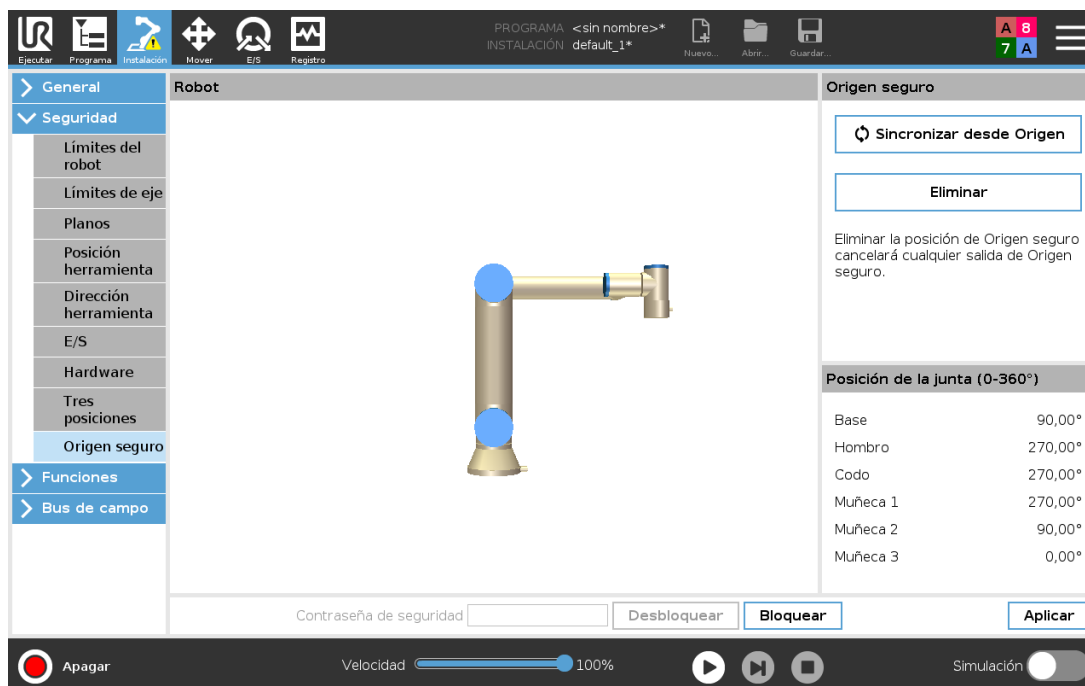 PROGRAMA <sin nombre>*
INSTALACIÓN default_1*
Ejecutar
Programa
Instalación
Mover
E/S
Registro
Nuevo...
Abrir...
Guardar...
A 8
7 A
General
Seguridad
Límites del
robot
Límites de eje
Planos
Posición
herramienta
Dirección
herramienta
E/S
Hardware
Tres
posiciones
Origen seguro
Funciones
Bus de campo
Robot
Origen seguro
Sincronizar desde Origen
Eliminar
Eliminar la posición de Origen seguro
cancelará cualquier salida de Origen
seguro.
Posición de la junta (0-360°)
Base 90,00°
Hombro 270,00°
Codo 270,00°
Muñeca 1 270,00°
Muñeca 2 90,00°
Muñeca 3 0,00°
Contraseña de seguridad
Desbloquear
Bloquear
Aplicar
Apagar
Velocidad 100%
Simulación